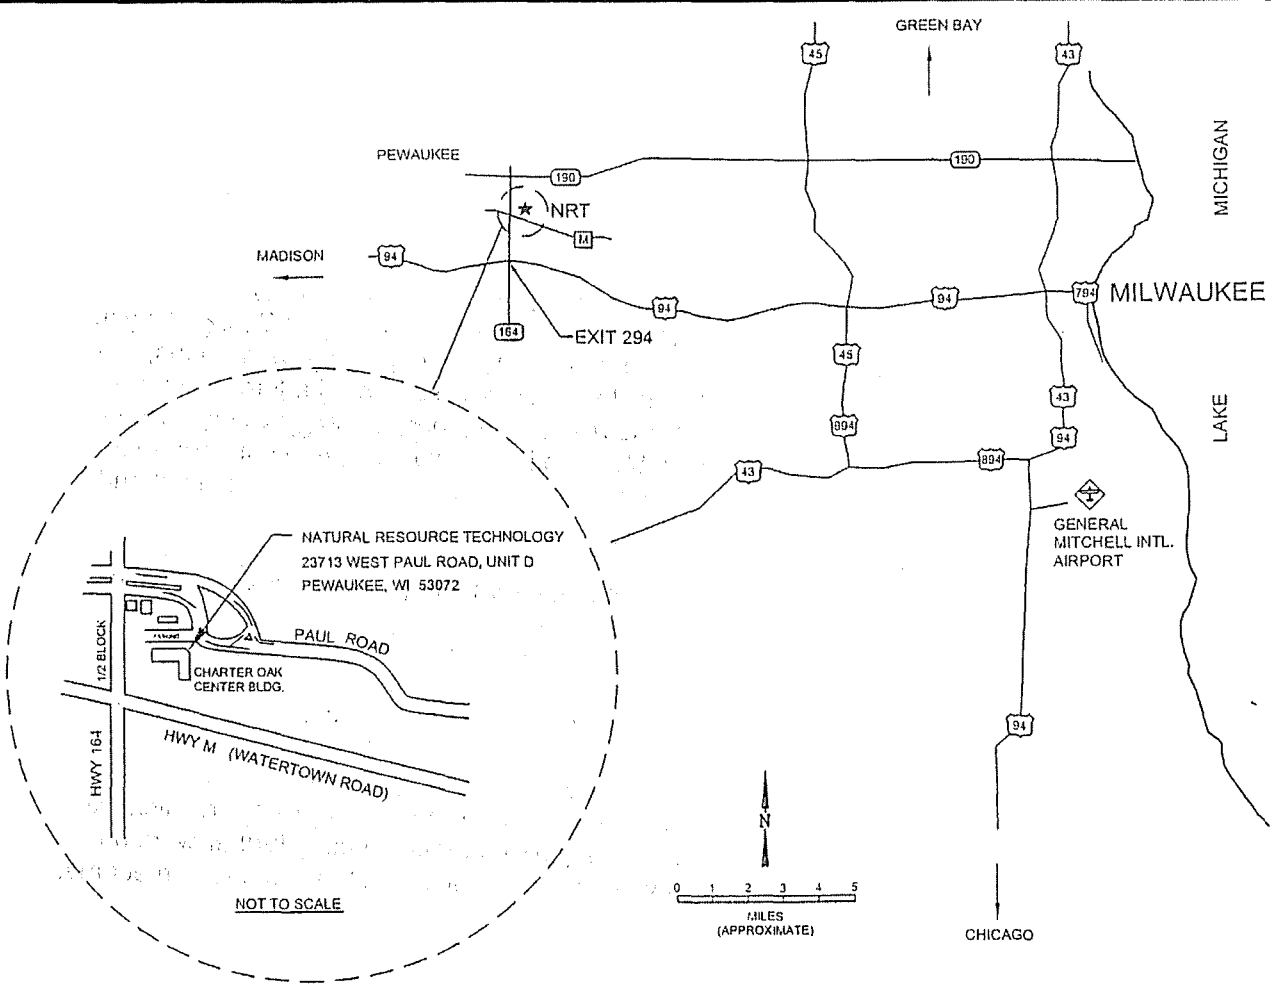 GREEN BAY
45
43
MICHIGAN
PEWAUKEE
190
190
NRT
M
MADISON
94
94
94
794
MILWAUKEE
164
EXIT 294
45
43
LAKE
894
94
43
894
GENERAL
MITCHELL INTL.
AIRPORT
NATURAL RESOURCE TECHNOLOGY
23713 WEST PAUL ROAD, UNIT D
PEWAUKEE, WI 53072
PAUL ROAD
1/2 BLOCK
CHARTER OAK
CENTER BLDG.
HWY 164
HWY M (WATERTOWN ROAD)
94
N
NOT TO SCALE
0 1 2 3 4 5
MILES
(APPROXIMATE)
CHICAGO